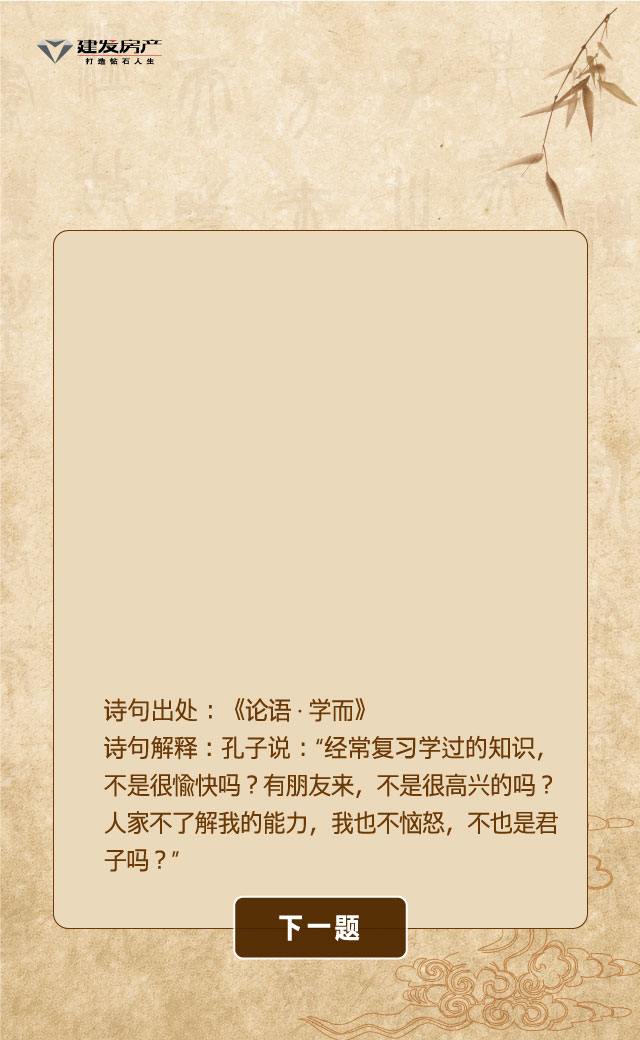 建发房产
打造钻石人生
诗句出处：《论语·学而》
诗句解释：孔子说：“经常复习学过的知识，
不是很愉快吗？有朋友来，不是很高兴的吗？
人家不了解我的能力，我也不恼怒，不也是君
子吗？”
下一题